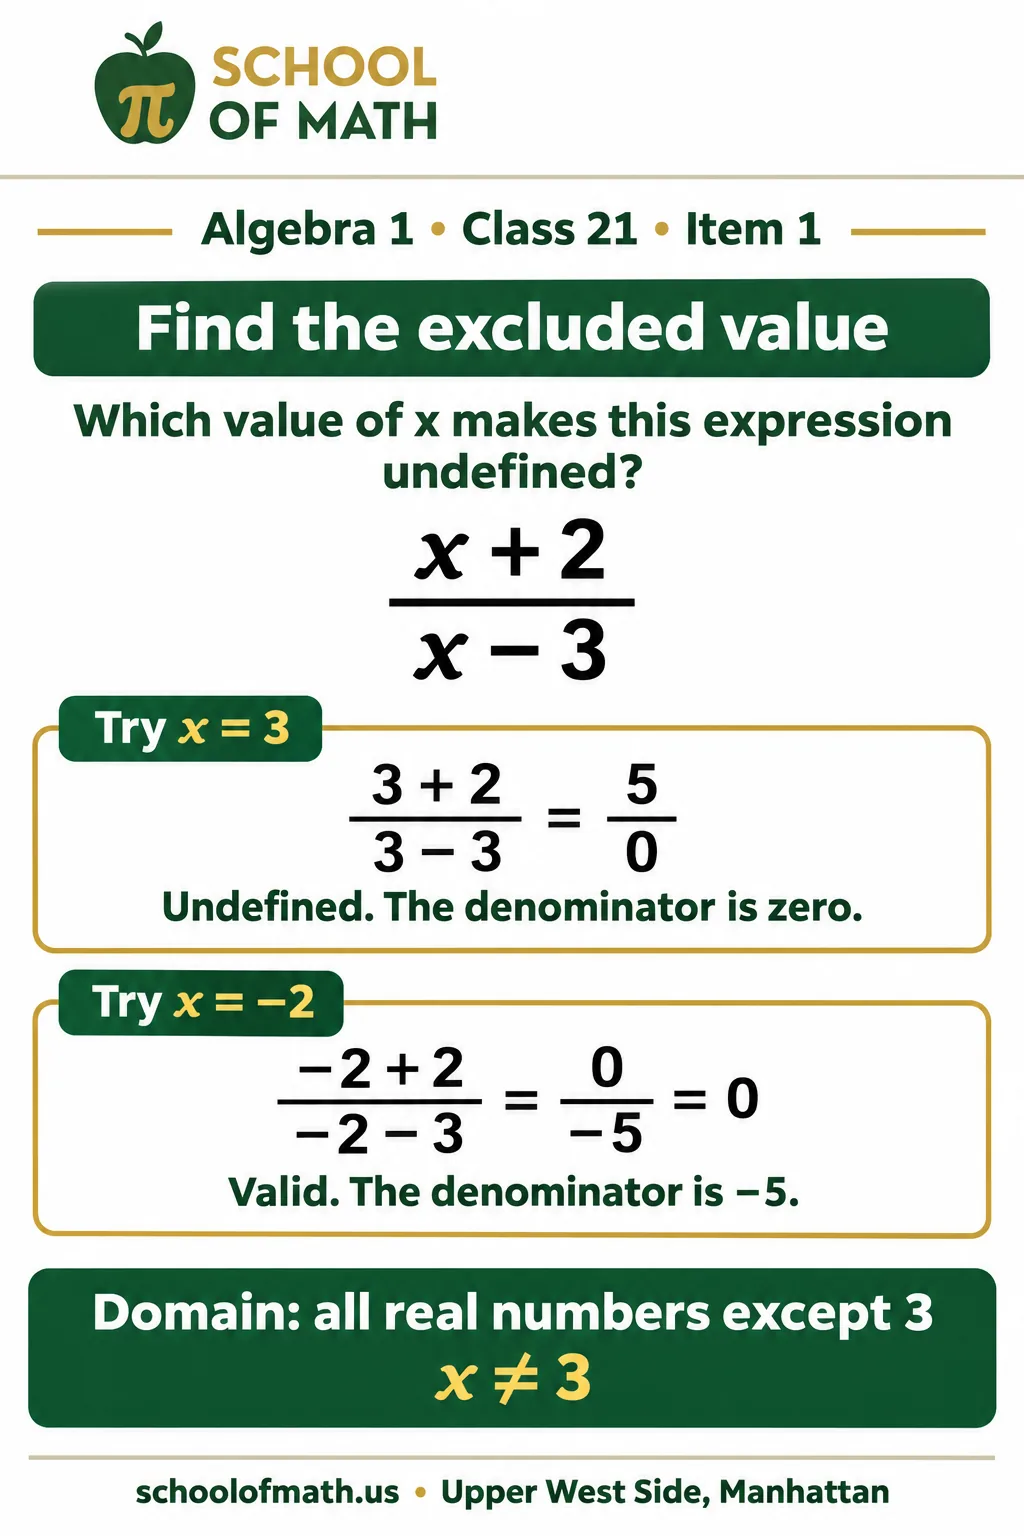 π
SCHOOL
OF MATH
Algebra 1 • Class 21 • Item 1
Find the excluded value
Which value of x makes this expression
undefined?
x + 2
x − 3
Try x = 3
3 + 2
3 − 3
=
5
0
Undefined. The denominator is zero.
Try x = −2
−2 + 2
−2 − 3
=
0
−5
= 0
Valid. The denominator is −5.
Domain: all real numbers except 3
x ≠ 3
schoolofmath.us • Upper West Side, Manhattan